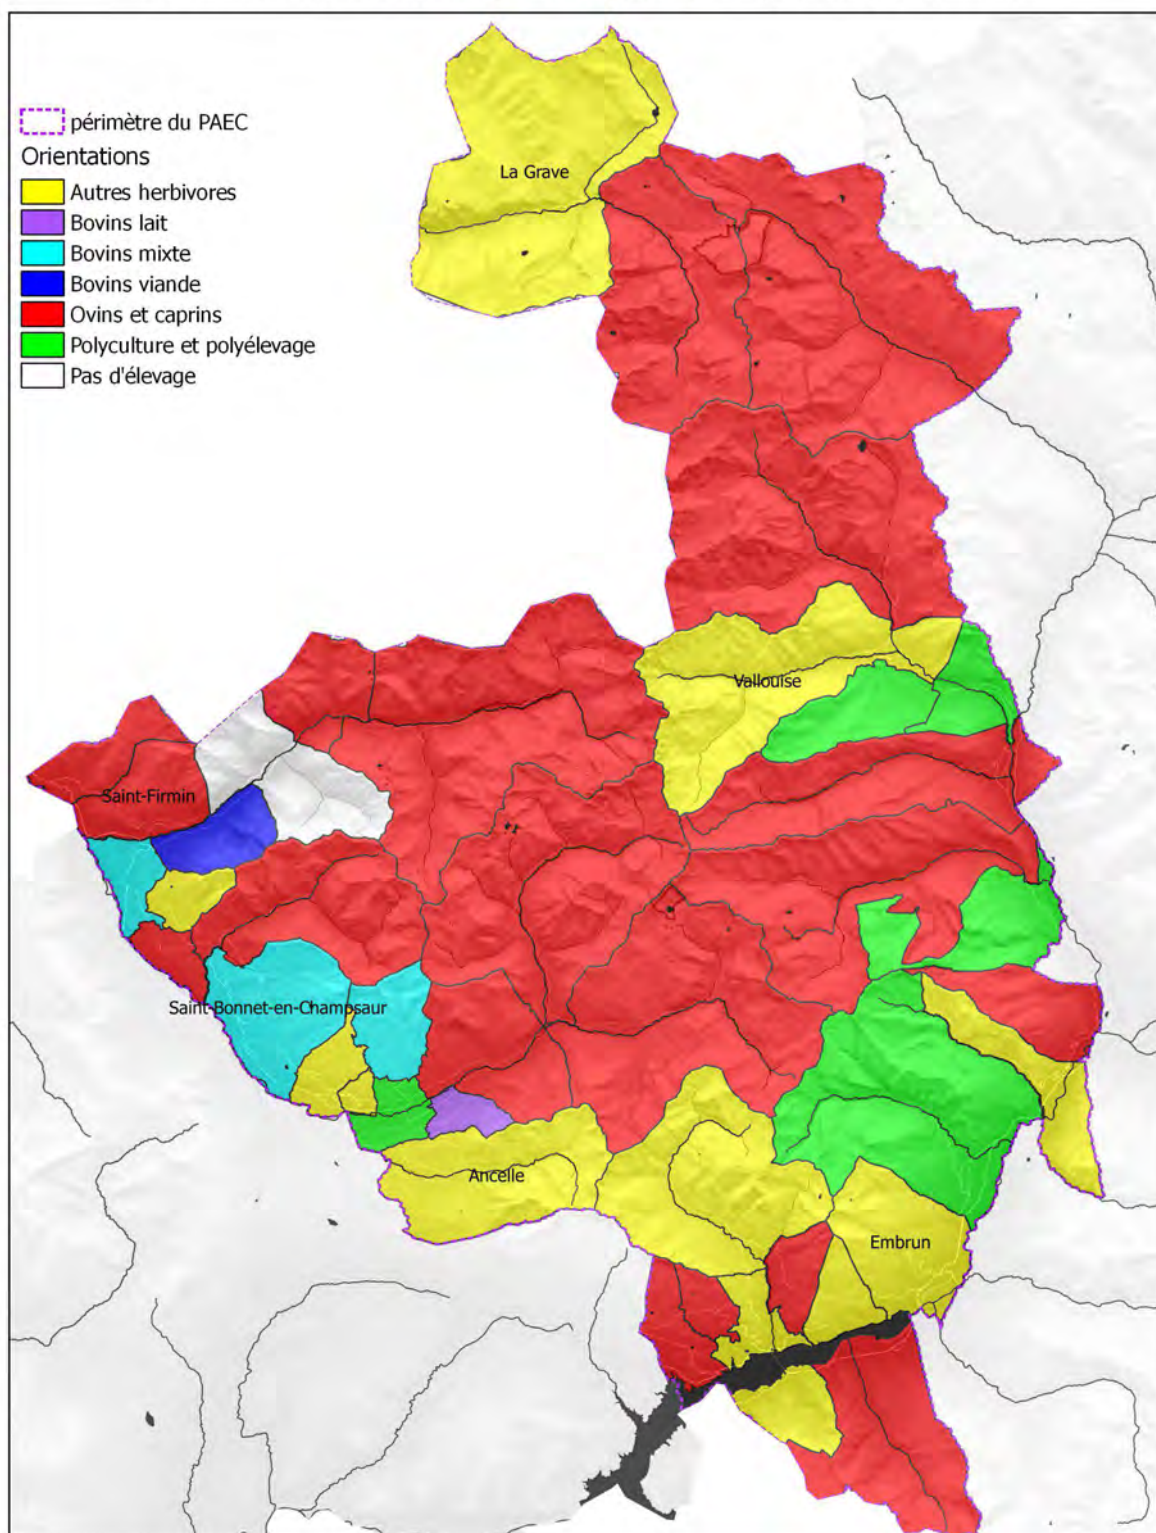 périmètre du PAEC
Orientations
Autres herbivores
Bovins lait
Bovins mixte
Bovins viande
Ovins et caprins
Polyculture et polyélevage
Pas d'élevage
La Grave
Vallouise
Saint-Firmin
Saint-Bonnet-en-Champsaur
Ancelle
Embrun